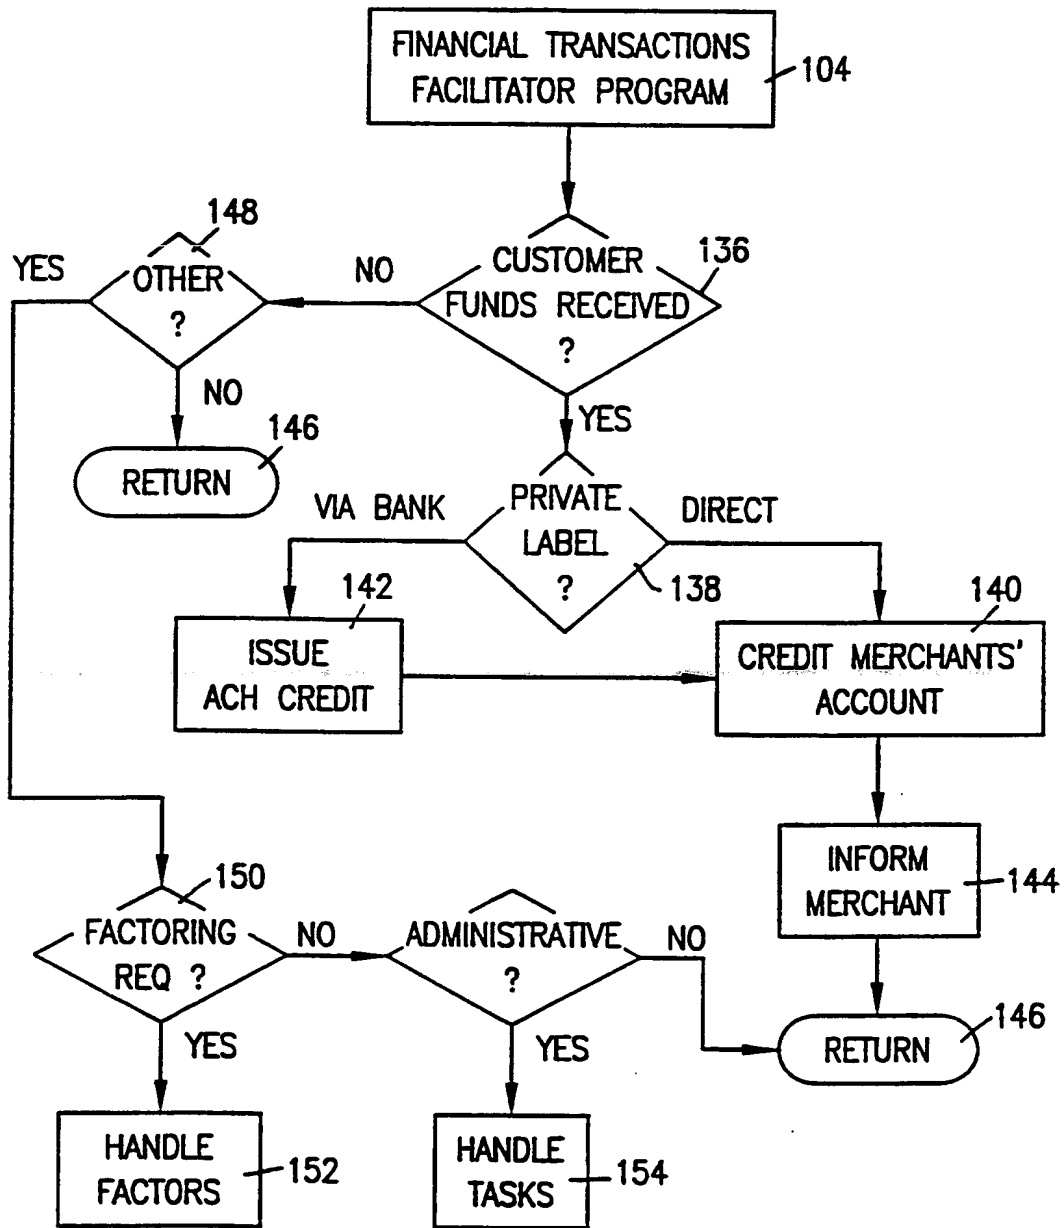 FINANCIAL TRANSACTIONS
FACILITATOR PROGRAM
104
148
YES
OTHER
?
NO
CUSTOMER
FUNDS RECEIVED
?
136
NO
YES
146
RETURN
VIA BANK
PRIVATE
LABEL
?
DIRECT
138
142
ISSUE
ACH CREDIT
140
CREDIT MERCHANTS'
ACCOUNT
INFORM
MERCHANT
144
150
FACTORING
REQ ?
NO
ADMINISTRATIVE
?
NO
YES
YES
146
RETURN
HANDLE
FACTORS
152
HANDLE
TASKS
154